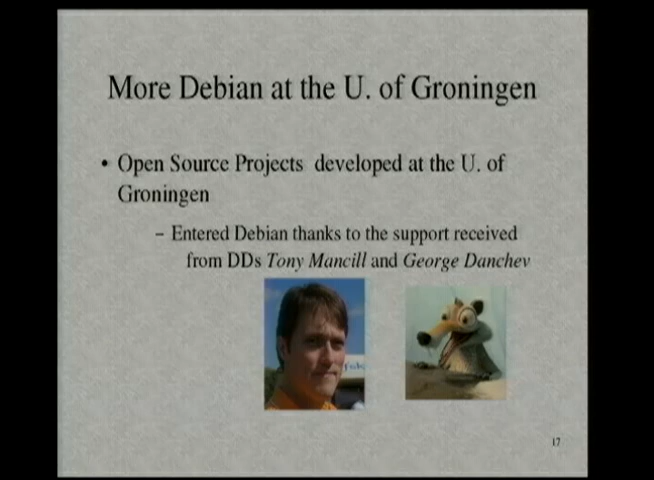 More Debian at the U. of Groningen
• Open Source Projects developed at the U. of
Groningen
– Entered Debian thanks to the support received
from DDs Tony Mancill and George Danchev
17